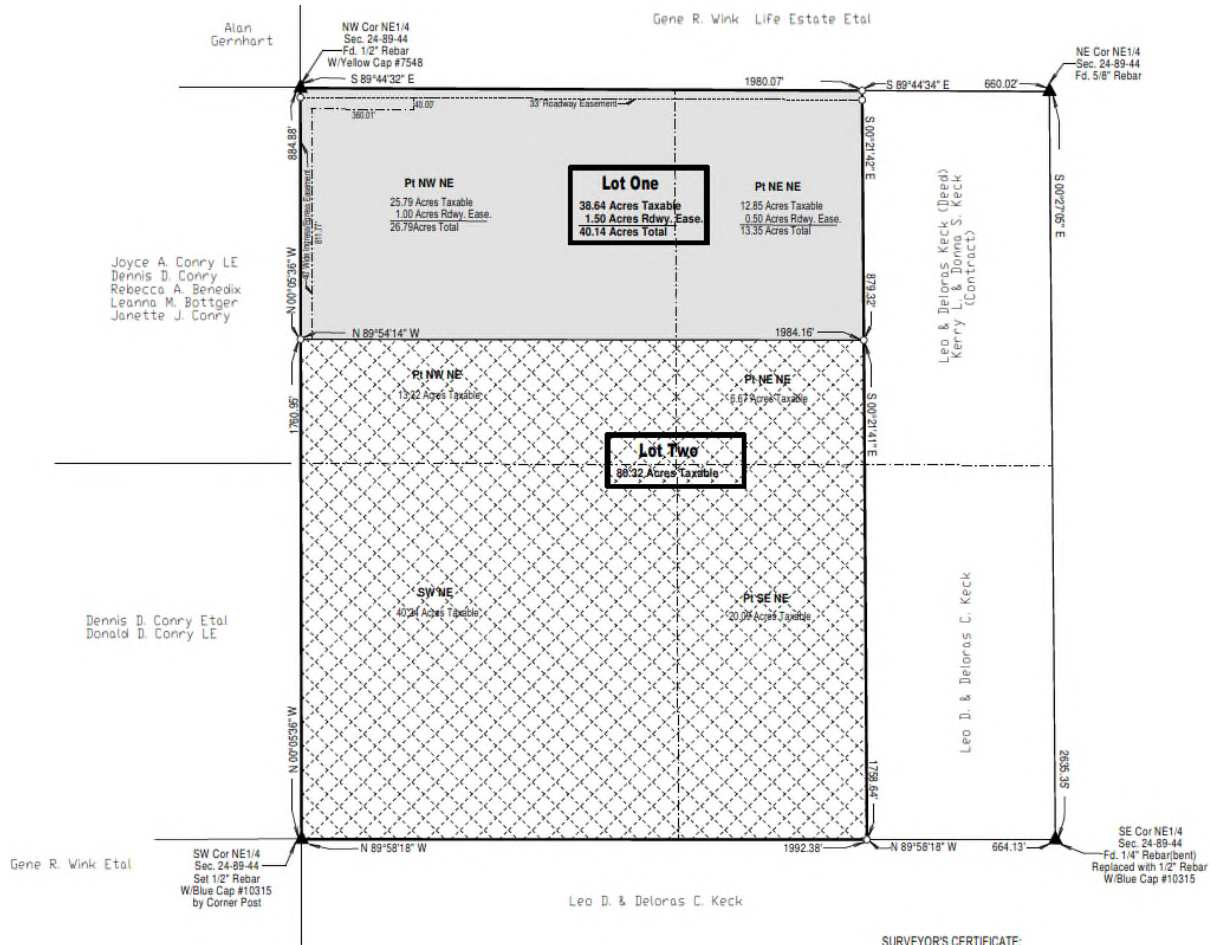 Alan
Gernhart
NW Cor NE1/4
Sec. 24-89-44
Fd. 1/2" Rebar
W/Yellow Cap #7548
Gene R. Wink Life Estate Etal
NE Cor NE1/4
Sec. 24-89-44
Fd. 5/8" Rebar
S 89°44'32" E
1980.07'
S 89°44'34" E
660.02'
40.00'
33' Roadway Easement
360.01'
884.88'
Wide Ingress/Egress Easement
811.77'
N 00°05'36" W
S 00°21'42" E
879.32'
S 00°27'05" E
Pt NW NE
25.79 Acres Taxable
1.00 Acres Rdwy. Ease.
26.79Acres Total
Lot One
38.64 Acres Taxable
1.50 Acres Rdwy. Ease.
40.14 Acres Total
Pt NE NE
12.85 Acres Taxable
0.50 Acres Rdwy. Ease.
13.35 Acres Total
Leo & Deloras Keck (Deed)
Kerry L. & Donna S. Keck
(Contract)
Joyce A. Conry LE
Dennis D. Conry
Rebecca A. Benedix
Leanna M. Bottger
Janette J. Conry
N 89°54'14" W
1984.16'
Pt NW NE
13.22 Acres Taxable
Pt NE NE
6.67 Acres Taxable
1760.95'
S 00°21'41" E
Lot Two
80.32 Acres Taxable
SW NE
40.34 Acres Taxable
Pt SE NE
20.09 Acres Taxable
Dennis D. Conry Etal
Donald D. Conry LE
Leo D. & Deloras C. Keck
N 00°05'36" W
1758.64'
2635.35'
Gene R. Wink Etal
SW Cor NE1/4
Sec. 24-89-44
Set 1/2" Rebar
W/Blue Cap #10315
by Corner Post
N 89°58'18" W
1992.38'
N 89°58'18" W
664.13'
SE Cor NE1/4
Sec. 24-89-44
Fd. 1/4" Rebar(bent)
Replaced with 1/2" Rebar
W/Blue Cap #10315
Leo D. & Deloras C. Keck
SURVEYOR'S CERTIFICATE: